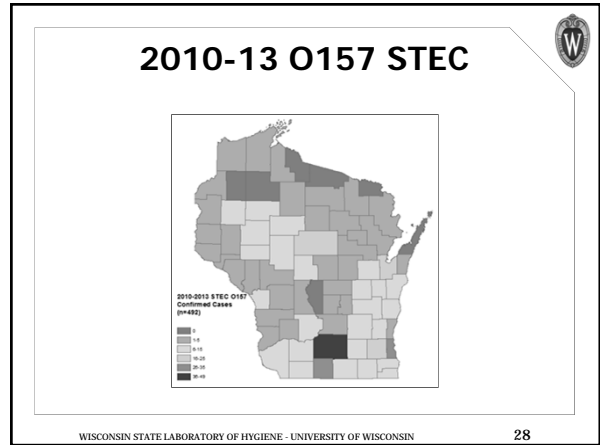 2010-13 O157 STEC
2010-2013 STEC O157
Confirmed Cases
(n=492)
0
1-5
6-15
16-25
26-35
36-49
WISCONSIN STATE LABORATORY OF HYGIENE - UNIVERSITY OF WISCONSIN
28
W